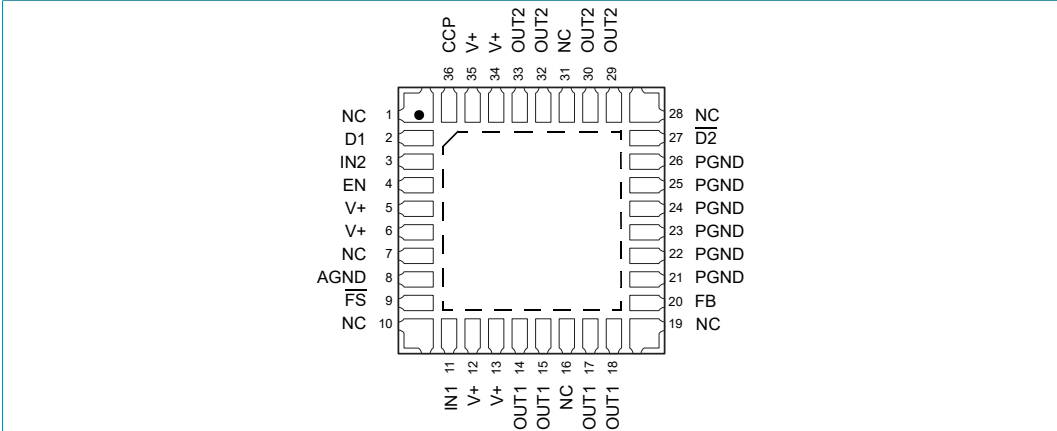 CCP V+ V+ OUT2 OUT2 NC OUT2 OUT2
36 35 34 33 32 31 30 29
NC 1
D1 2
IN2 3
EN 4
V+ 5
V+ 6
NC 7
AGND 8
F̅S̅ 9
NC 10
28 NC
27 D̅2̅
26 PGND
25 PGND
24 PGND
23 PGND
22 PGND
21 PGND
20 FB
19 NC
11 12 13 14 15 16 17 18
IN1 V+ V+ OUT1 OUT1 NC OUT1 OUT1